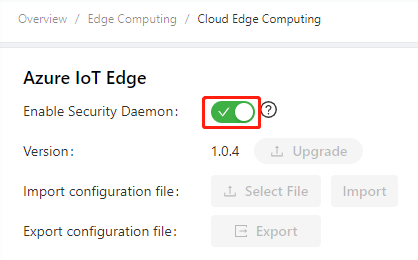 Overview / Edge Computing / Cloud Edge Computing
Azure IoT Edge
Enable Security Daemon: ?
Version: 1.0.4 Upgrade
Import configuration file: Select File Import
Export configuration file: Export